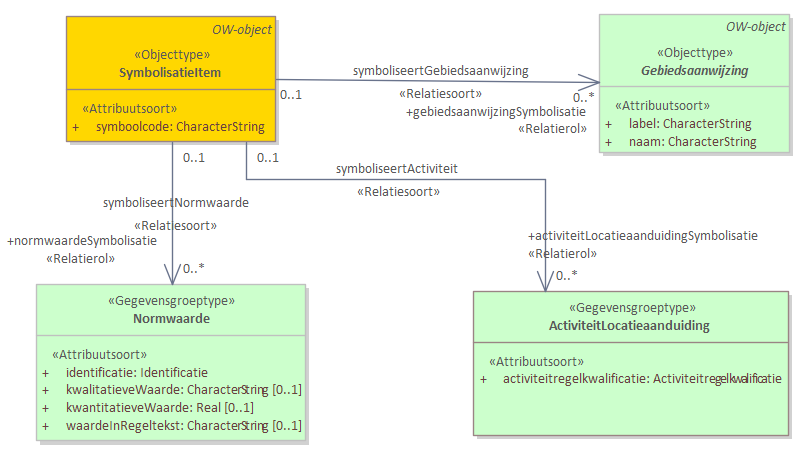 OW-object
«Objecttype»
SymbolisatieItem
«Attribuutsoort»
+ symboolcode: CharacterString
OW-object
«Objecttype»
Gebiedsaanwijzing
«Attribuutsoort»
+ label: CharacterString
+ naam: CharacterString
symboliseertGebiedsaanwijzing
0..1
«Relatiesoort»
0..*
+gebiedsaanwijzingSymbolisatie
«Relatierol»
0..1
0..1
symboliseertActiviteit
«Relatiesoort»
symboliseertNormwaarde
«Relatiesoort»
+normwaardeSymbolisatie
«Relatierol»
0..*
+activiteitLocatieaanduidingSymbolisatie
«Relatierol»
0..*
«Gegevensgroeptype»
Normwaarde
«Attribuutsoort»
+ identificatie: Identificatie
+ kwalitatieveWaarde: CharacterString [0..1]
+ kwantitatieveWaarde: Real [0..1]
+ waardeInRegeltekst: CharacterString [0..1]
«Gegevensgroeptype»
ActiviteitLocatieaanduiding
«Attribuutsoort»
+ activiteitregelkwalificatie: Activiteitregelkwalificatie